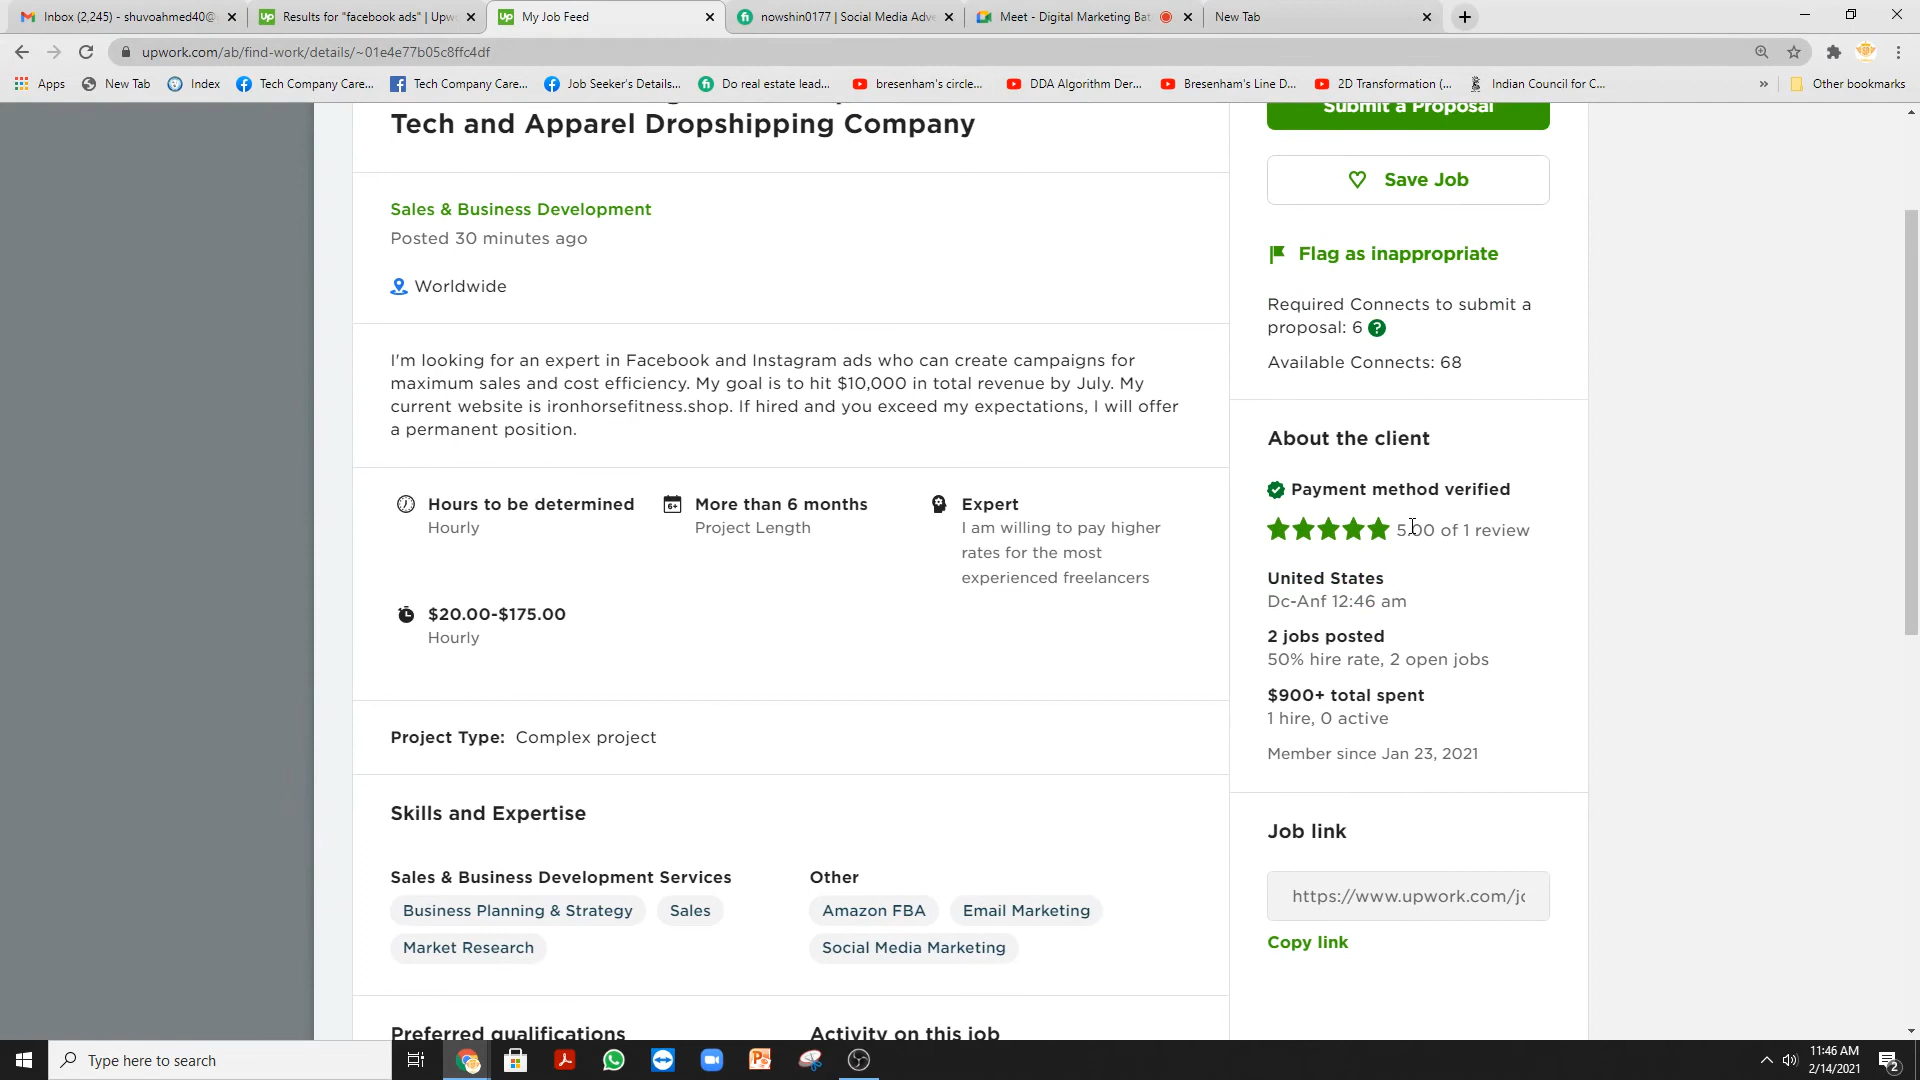 Inbox (2,245) - shuvoahmed40@
Results for "facebook ads" | Upw
My Job Feed
nowshin0177 | Social Media Adve
Meet - Digital Marketing Bat
New Tab
upwork.com/ab/find-work/details/~01e4e77b05c8ffc4df
Apps
New Tab
Index
Tech Company Care...
Tech Company Care...
Job Seeker's Details...
Do real estate lead...
bresenham's circle...
DDA Algorithm Der...
Bresenham's Line D...
2D Transformation (...
Indian Council for C...
»
Other bookmarks
Tech and Apparel Dropshipping Company
Sales & Business Development
Posted 30 minutes ago
Worldwide
I'm looking for an expert in Facebook and Instagram ads who can create campaigns for
maximum sales and cost efficiency. My goal is to hit $10,000 in total revenue by July. My
current website is ironhorsefitness.shop. If hired and you exceed my expectations, I will offer
a permanent position.
Hours to be determined
Hourly
More than 6 months
Project Length
Expert
I am willing to pay higher
rates for the most
experienced freelancers
$20.00-$175.00
Hourly
Project Type: Complex project
Skills and Expertise
Sales & Business Development Services
Business Planning & Strategy
Sales
Market Research
Other
Amazon FBA
Email Marketing
Social Media Marketing
Preferred qualifications
Activity on this job
Submit a Proposal
Save Job
Flag as inappropriate
Required Connects to submit a
proposal: 6
Available Connects: 68
About the client
Payment method verified
5.00 of 1 review
United States
Dc-Anf 12:46 am
2 jobs posted
50% hire rate, 2 open jobs
$900+ total spent
1 hire, 0 active
Member since Jan 23, 2021
Job link
https://www.upwork.com/jo
Copy link
Type here to search
11:46 AM
2/14/2021
2